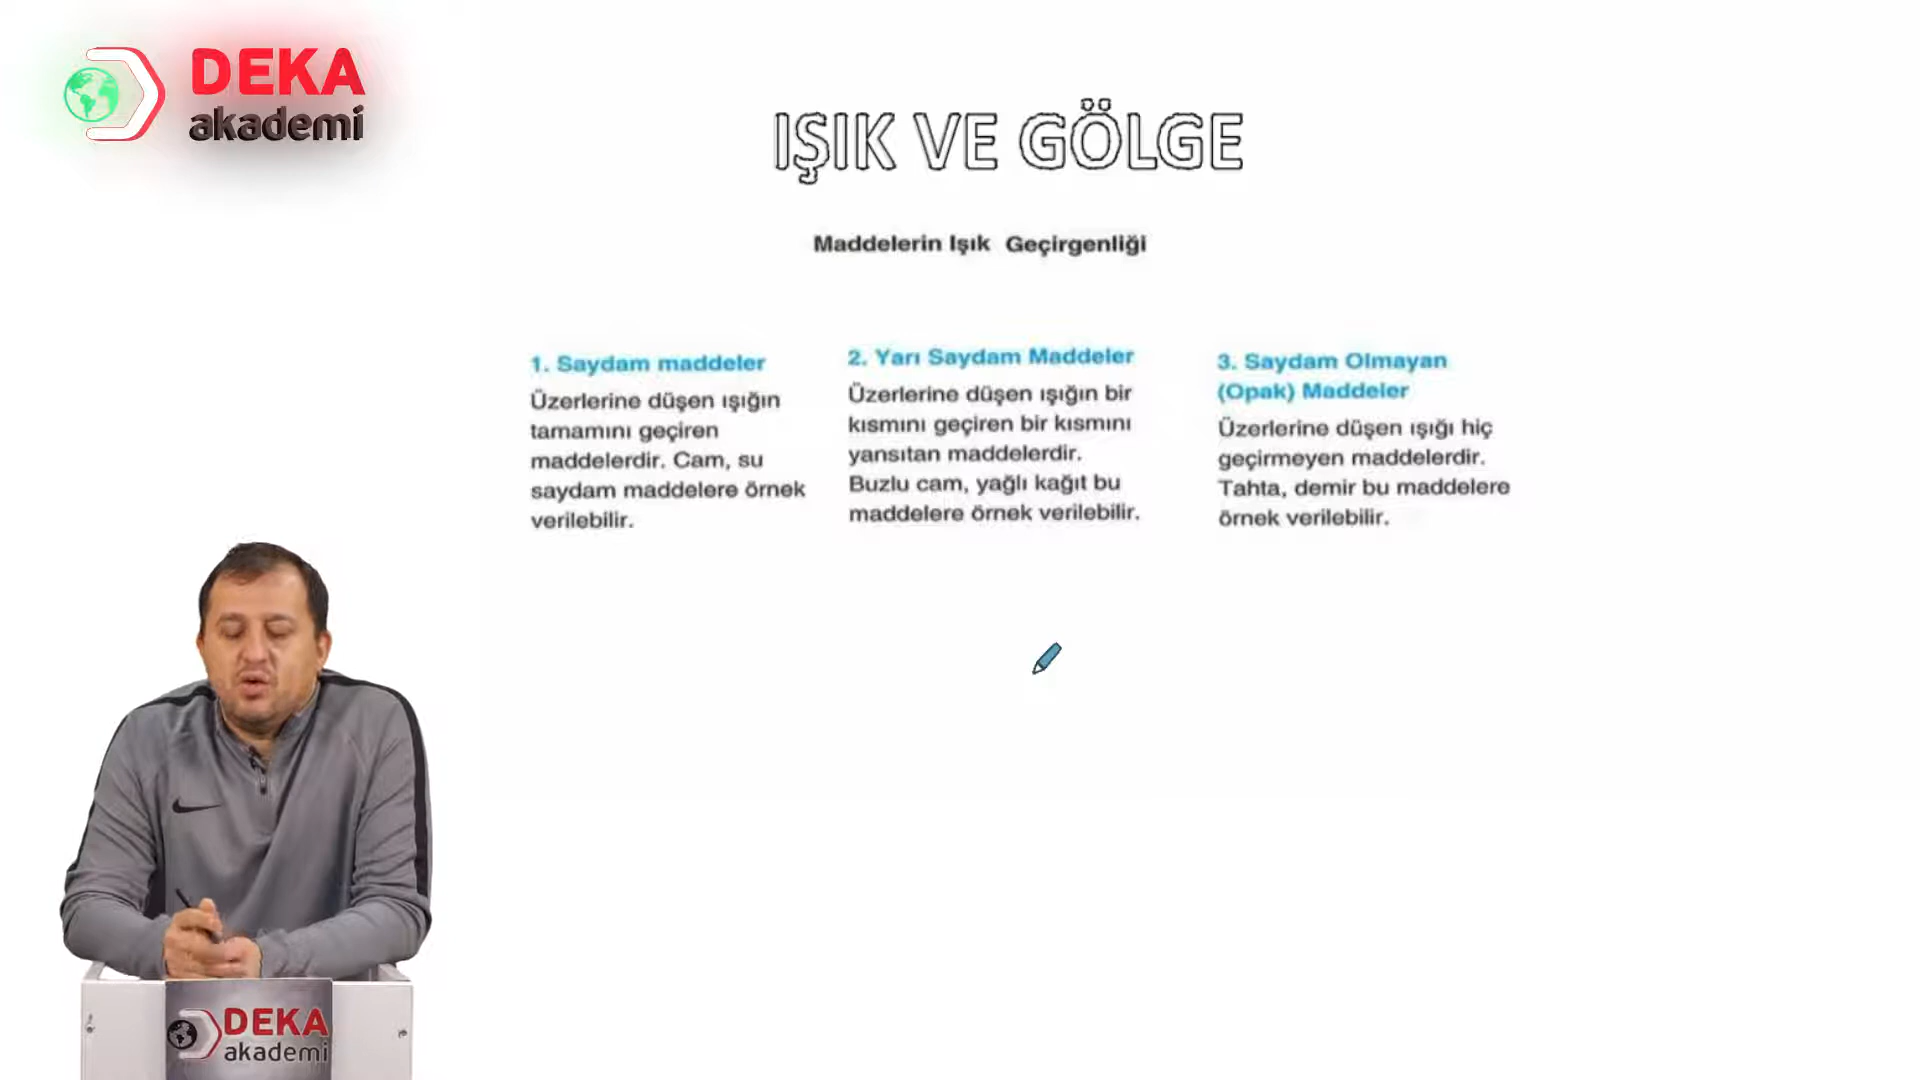 DEKA
akademi
IŞIK VE GÖLGE
Maddelerin Işık Geçirgenliği
1. Saydam maddeler
Üzerlerine düşen ışığın
tamamını geçiren
maddelerdir. Cam, su
saydam maddelere örnek
verilebilir.
2. Yarı Saydam Maddeler
Üzerlerine düşen ışığın bir
kısmını geçiren bir kısmını
yansıtan maddelerdir.
Buzlu cam, yağlı kağıt bu
maddelere örnek verilebilir.
3. Saydam Olmayan
(Opak) Maddeler
Üzerlerine düşen ışığı hiç
geçirmeyen maddelerdir.
Tahta, demir bu maddelere
örnek verilebilir.
DEKA
akademi